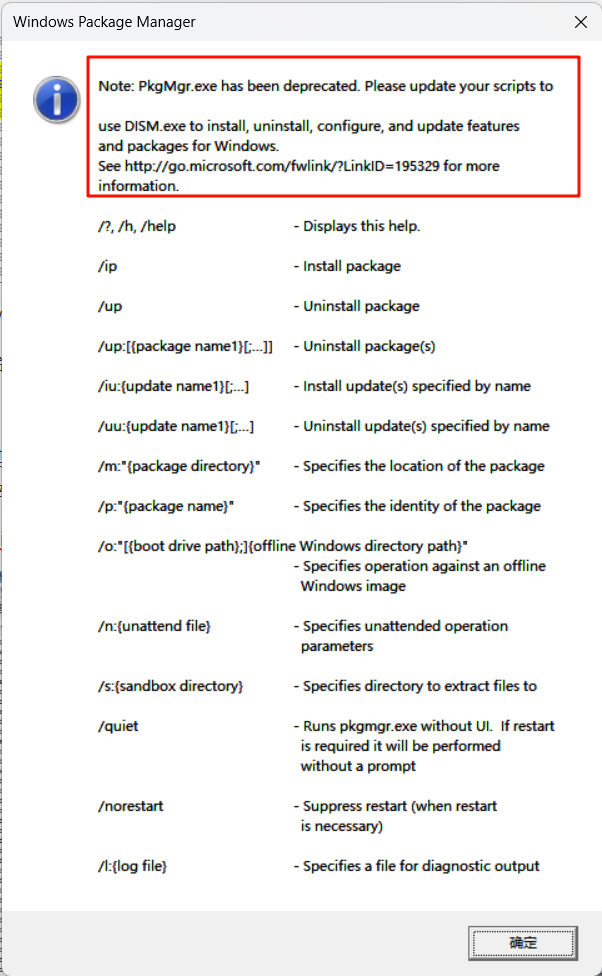 Windows Package Manager
Note: PkgMgr.exe has been deprecated. Please update your scripts to
use DISM.exe to install, uninstall, configure, and update features
and packages for Windows.
See http://go.microsoft.com/fwlink/?LinkID=195329 for more
information.
/?, /h, /help - Displays this help.
/ip - Install package
/up - Uninstall package
/up:[{package name1}[;...]] - Uninstall package(s)
/iu:{update name1}[;...] - Install update(s) specified by name
/uu:{update name1}[;...] - Uninstall update(s) specified by name
/m:"{package directory}" - Specifies the location of the package
/p:"{package name}" - Specifies the identity of the package
/o:"[{boot drive path};]{offline Windows directory path}"
- Specifies operation against an offline
Windows image
/n:{unattend file} - Specifies unattended operation
parameters
/s:{sandbox directory} - Specifies directory to extract files to
/quiet - Runs pkgmgr.exe without UI. If restart
is required it will be performed
without a prompt
/norestart - Suppress restart (when restart
is necessary)
/l:{log file} - Specifies a file for diagnostic output
确定